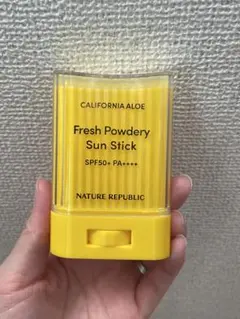 CALIFORNIA ALOE
Fresh Powdery
Sun Stick
SPF50+ PA++++
NATURE REPUBLIC